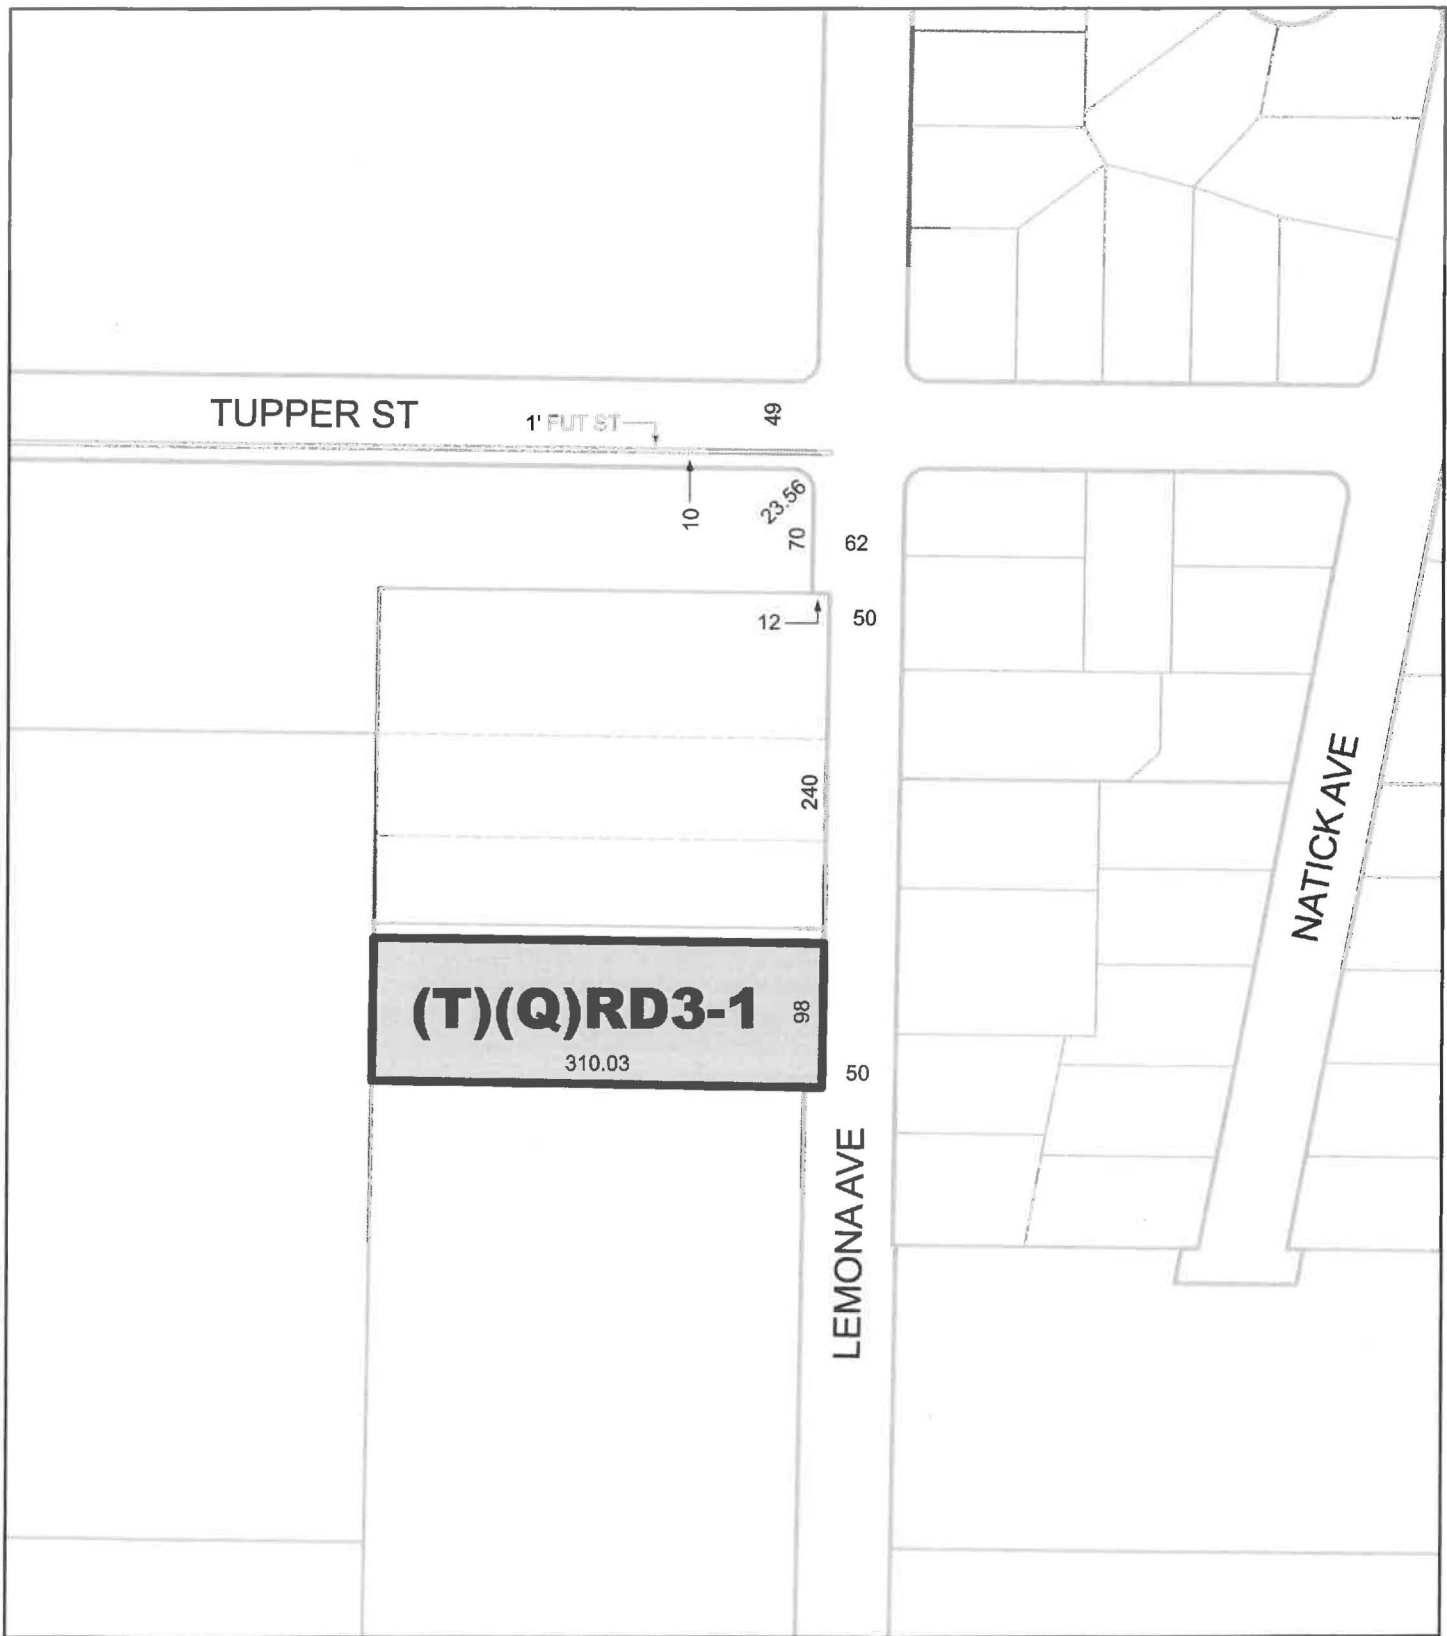 TUPPER ST
1' FUT ST
49
10
23.56
70
62
12
50
240
NATICK AVE
(T)(Q)RD3-1
98
310.03
50
LEMONA AVE